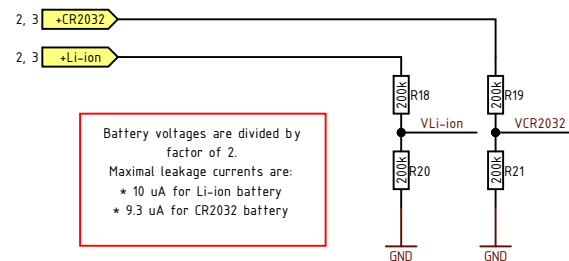 2, 3 +CR2032
2, 3 +Li-ion
200k R18
200k R19
VLi-ion
VCR2032
200k R20
200k R21
Battery voltages are divided by
factor of 2.
Maximal leakage currents are:
* 10 uA for Li-ion battery
* 9.3 uA for CR2032 battery
GND
GND